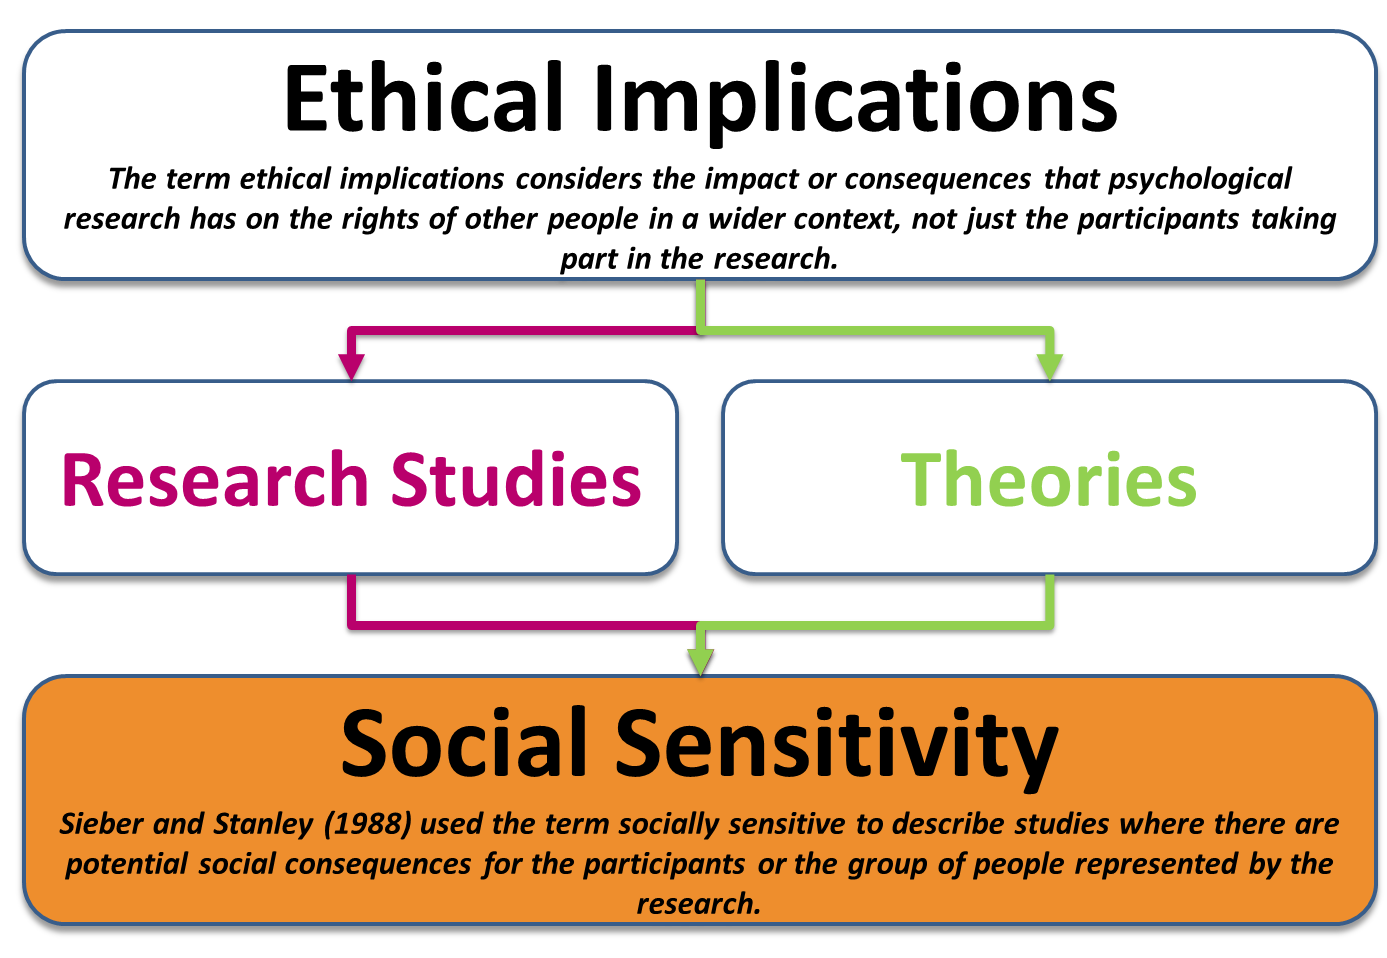 Ethical Implications
The term ethical implications considers the impact or consequences that psychological
research has on the rights of other people in a wider context, not just the participants taking
part in the research.
Research Studies
Theories
Social Sensitivity
Sieber and Stanley (1988) used the term socially sensitive to describe studies where there are
potential social consequences for the participants or the group of people represented by the
research.